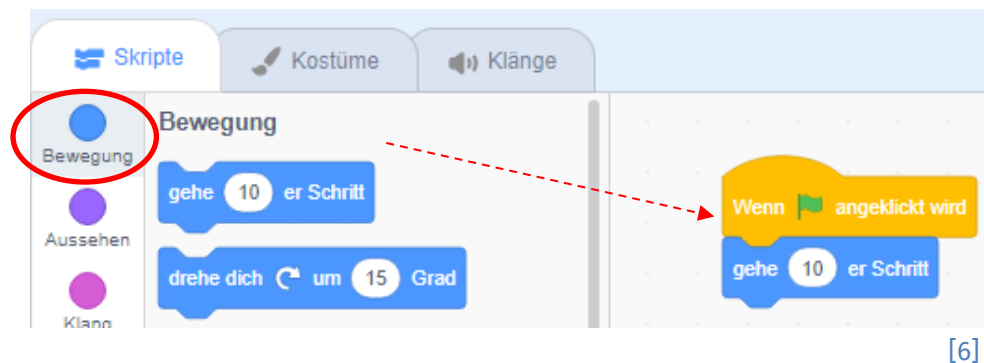 Skripte
Kostüme
Klänge
Bewegung
Aussehen
Klang
Bewegung
gehe 10 er Schritt
drehe dich um 15 Grad
Wenn angeklickt wird
gehe 10 er Schritt
[6]